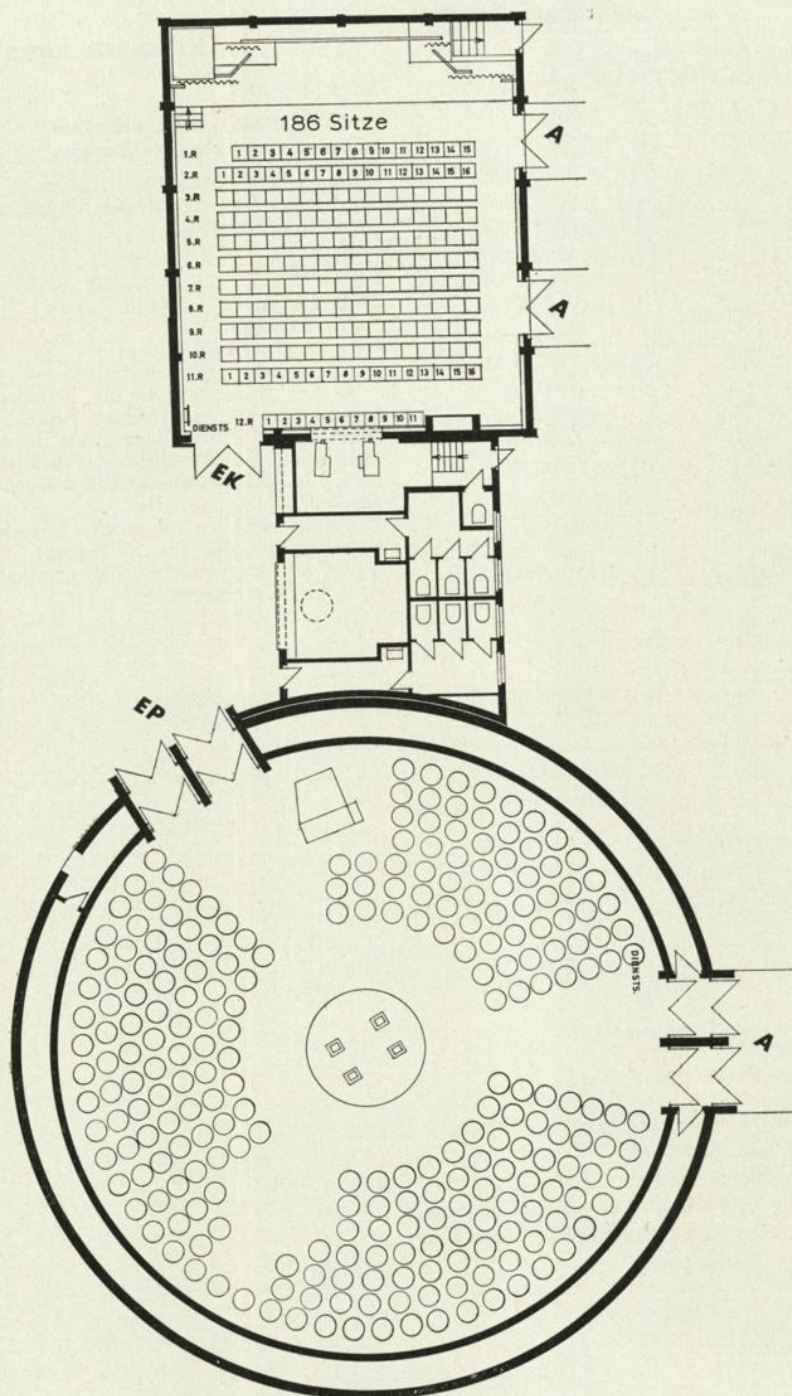 186 Sitze
A
1.R 1 2 3 4 5 6 7 8 9 10 11 12 13 14 15
2.R 1 2 3 4 5 6 7 8 9 10 11 12 13 14 15 16
3.R
4.R
5.R
6.R
7.R
A
8.R
9.R
10.R
11.R 1 2 3 4 5 6 7 8 9 10 11 12 13 14 15 16
DIENSTS. 12.R 1 2 3 4 5 6 7 8 9 10 11
EK
EP
DIENSTS.
A